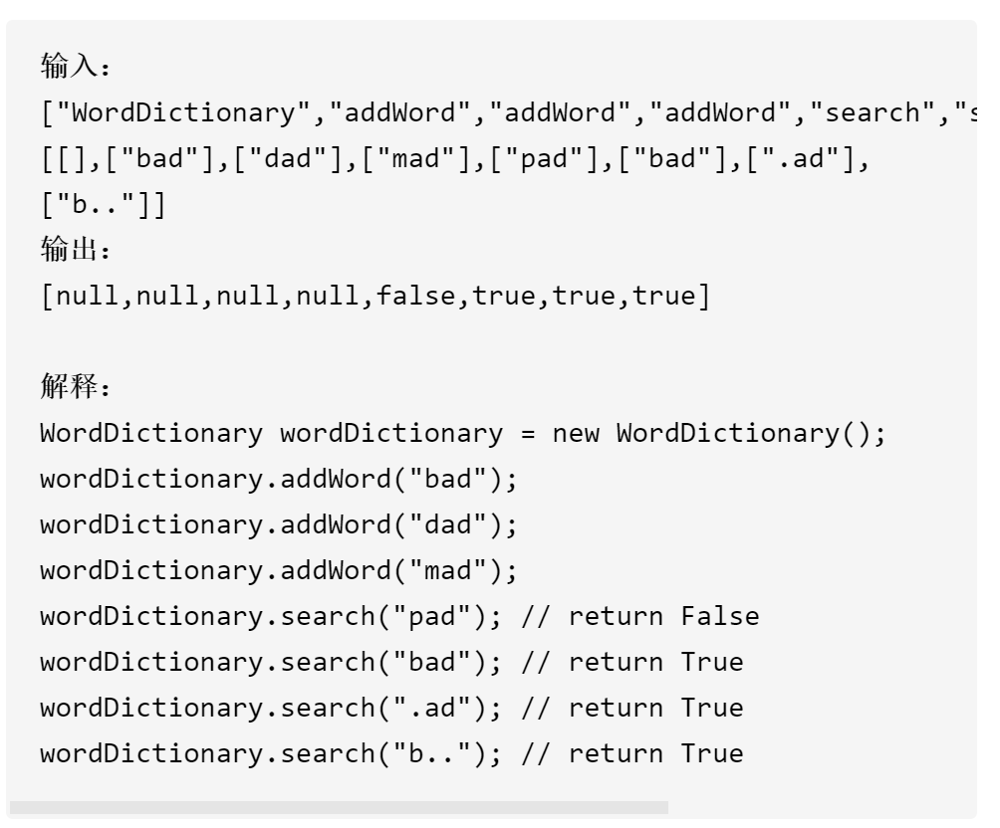 输入：
["WordDictionary","addWord","addWord","addWord","search","s
[[],["bad"],["dad"],["mad"],["pad"],["bad"],[".ad"],
["b.."]]
输出：
[null,null,null,null,false,true,true,true]
解释：
WordDictionary wordDictionary = new WordDictionary();
wordDictionary.addWord("bad");
wordDictionary.addWord("dad");
wordDictionary.addWord("mad");
wordDictionary.search("pad"); // return False
wordDictionary.search("bad"); // return True
wordDictionary.search(".ad"); // return True
wordDictionary.search("b.."); // return True